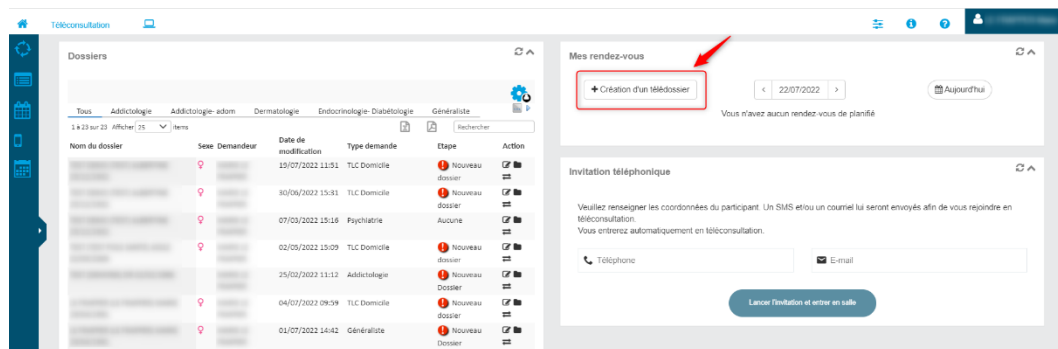 Téléconsultation
Dossiers
Tous Addictologie Addictologie- adom Dermatologie Endocrinologie- Diabétologie Généraliste
1 à 23 sur 23 Afficher 25 items Rechercher
Nom du dossier Sexe Demandeur Date de modification Type demande Etape Action
19/07/2022 11:51 TLC Domicile Nouveau dossier
30/06/2022 15:31 TLC Domicile Nouveau dossier
07/03/2022 15:16 Psychiatrie Aucune
02/05/2022 15:09 TLC Domicile Nouveau dossier
25/02/2022 11:12 Addictologie Nouveau Dossier
04/07/2022 09:59 TLC Domicile Nouveau dossier
01/07/2022 14:42 Généraliste Nouveau Dossier
Mes rendez-vous
+ Création d'un télédossier
< 22/07/2022 >
Aujourd'hui
Vous n'avez aucun rendez-vous de planifié
Invitation téléphonique
Veuillez renseigner les coordonnées du participant. Un SMS et/ou un courriel lui seront envoyés afin de vous rejoindre en
téléconsultation.
Vous entrerez automatiquement en téléconsultation.
Téléphone
E-mail
Lancer l'invitation et entrer en salle